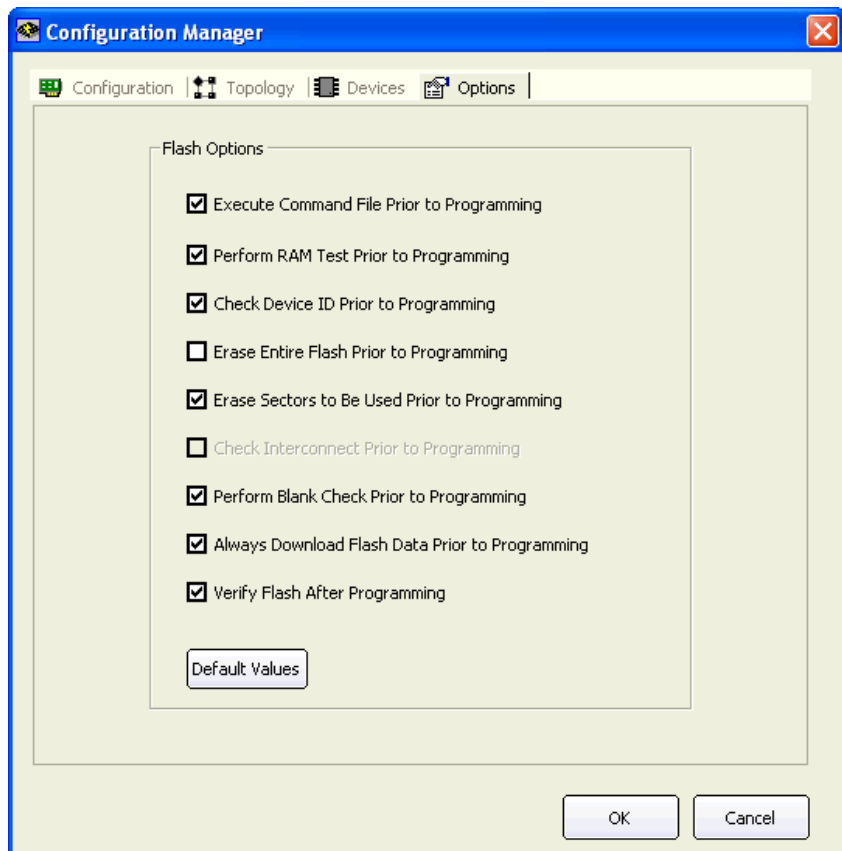 Configuration Manager
Configuration Topology Devices Options
Flash Options
Execute Command File Prior to Programming
Perform RAM Test Prior to Programming
Check Device ID Prior to Programming
Erase Entire Flash Prior to Programming
Erase Sectors to Be Used Prior to Programming
Check Interconnect Prior to Programming
Perform Blank Check Prior to Programming
Always Download Flash Data Prior to Programming
Verify Flash After Programming
Default Values
OK Cancel